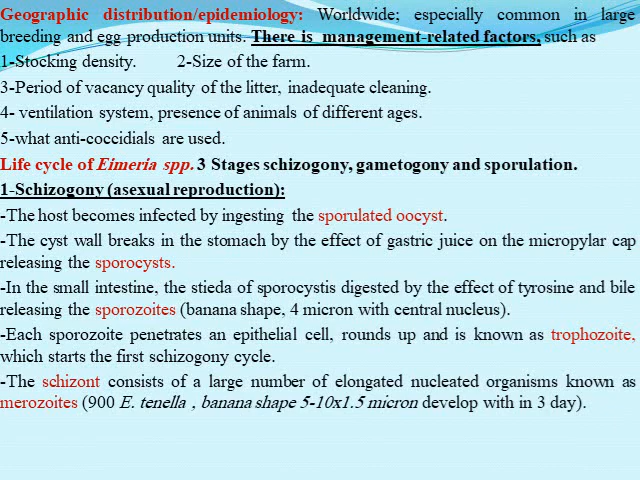 Geographic distribution/epidemiology: Worldwide; especially common in large
breeding and egg production units. There is management-related factors, such as
1-Stocking density. 2-Size of the farm.
3-Period of vacancy quality of the litter, inadequate cleaning.
4- ventilation system, presence of animals of different ages.
5-what anti-coccidials are used.
Life cycle of Eimeria spp. 3 Stages schizogony, gametogony and sporulation.
1-Schizogony (asexual reproduction):
-The host becomes infected by ingesting the sporulated oocyst.
-The cyst wall breaks in the stomach by the effect of gastric juice on the micropylar cap
releasing the sporocysts.
-In the small intestine, the stieda of sporocystis digested by the effect of tyrosine and bile
releasing the sporozoites (banana shape, 4 micron with central nucleus).
-Each sporozoite penetrates an epithelial cell, rounds up and is known as trophozoite,
which starts the first schizogony cycle.
-The schizont consists of a large number of elongated nucleated organisms known as
merozoites (900 E. tenella , banana shape 5-10x1.5 micron develop with in 3 day).